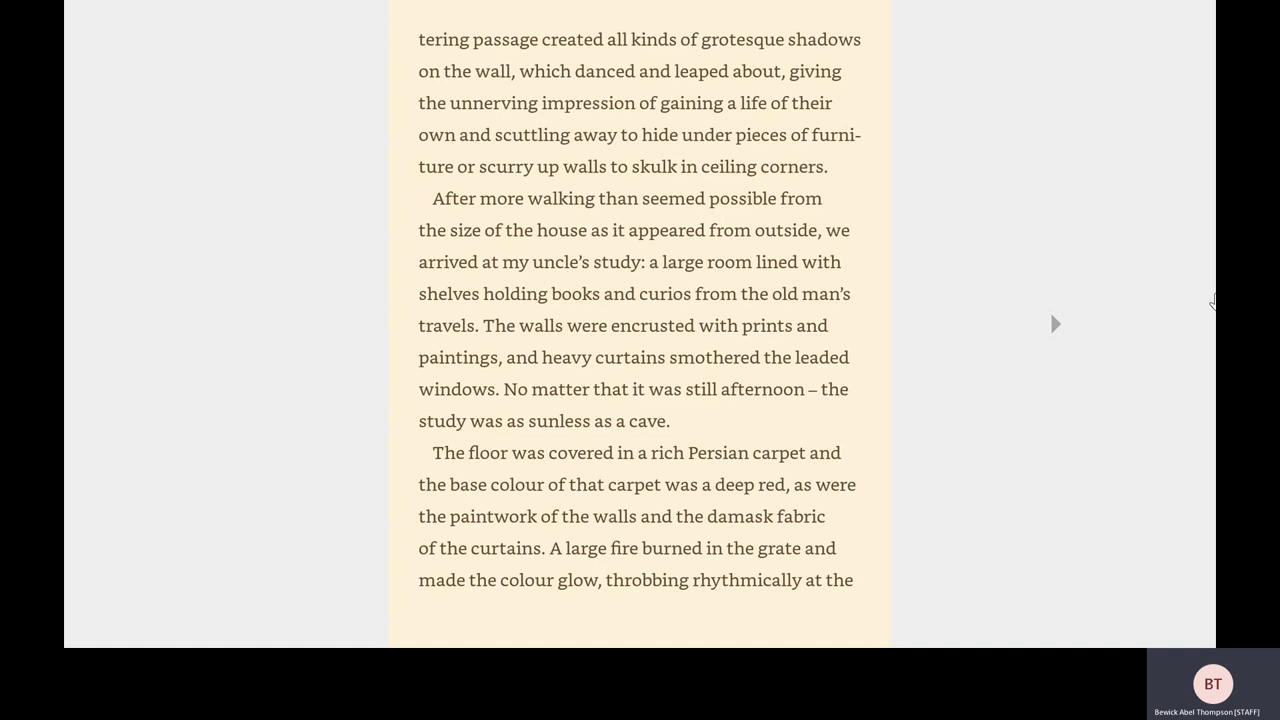 tering passage created all kinds of grotesque shadows
on the wall, which danced and leaped about, giving
the unnerving impression of gaining a life of their
own and scuttling away to hide under pieces of furni-
ture or scurry up walls to skulk in ceiling corners.
After more walking than seemed possible from
the size of the house as it appeared from outside, we
arrived at my uncle’s study: a large room lined with
shelves holding books and curios from the old man’s
travels. The walls were encrusted with prints and
paintings, and heavy curtains smothered the leaded
windows. No matter that it was still afternoon – the
study was as sunless as a cave.
The floor was covered in a rich Persian carpet and
the base colour of that carpet was a deep red, as were
the paintwork of the walls and the damask fabric
of the curtains. A large fire burned in the grate and
made the colour glow, throbbing rhythmically at the
BT
Bewick Abel Thompson [STAFF]